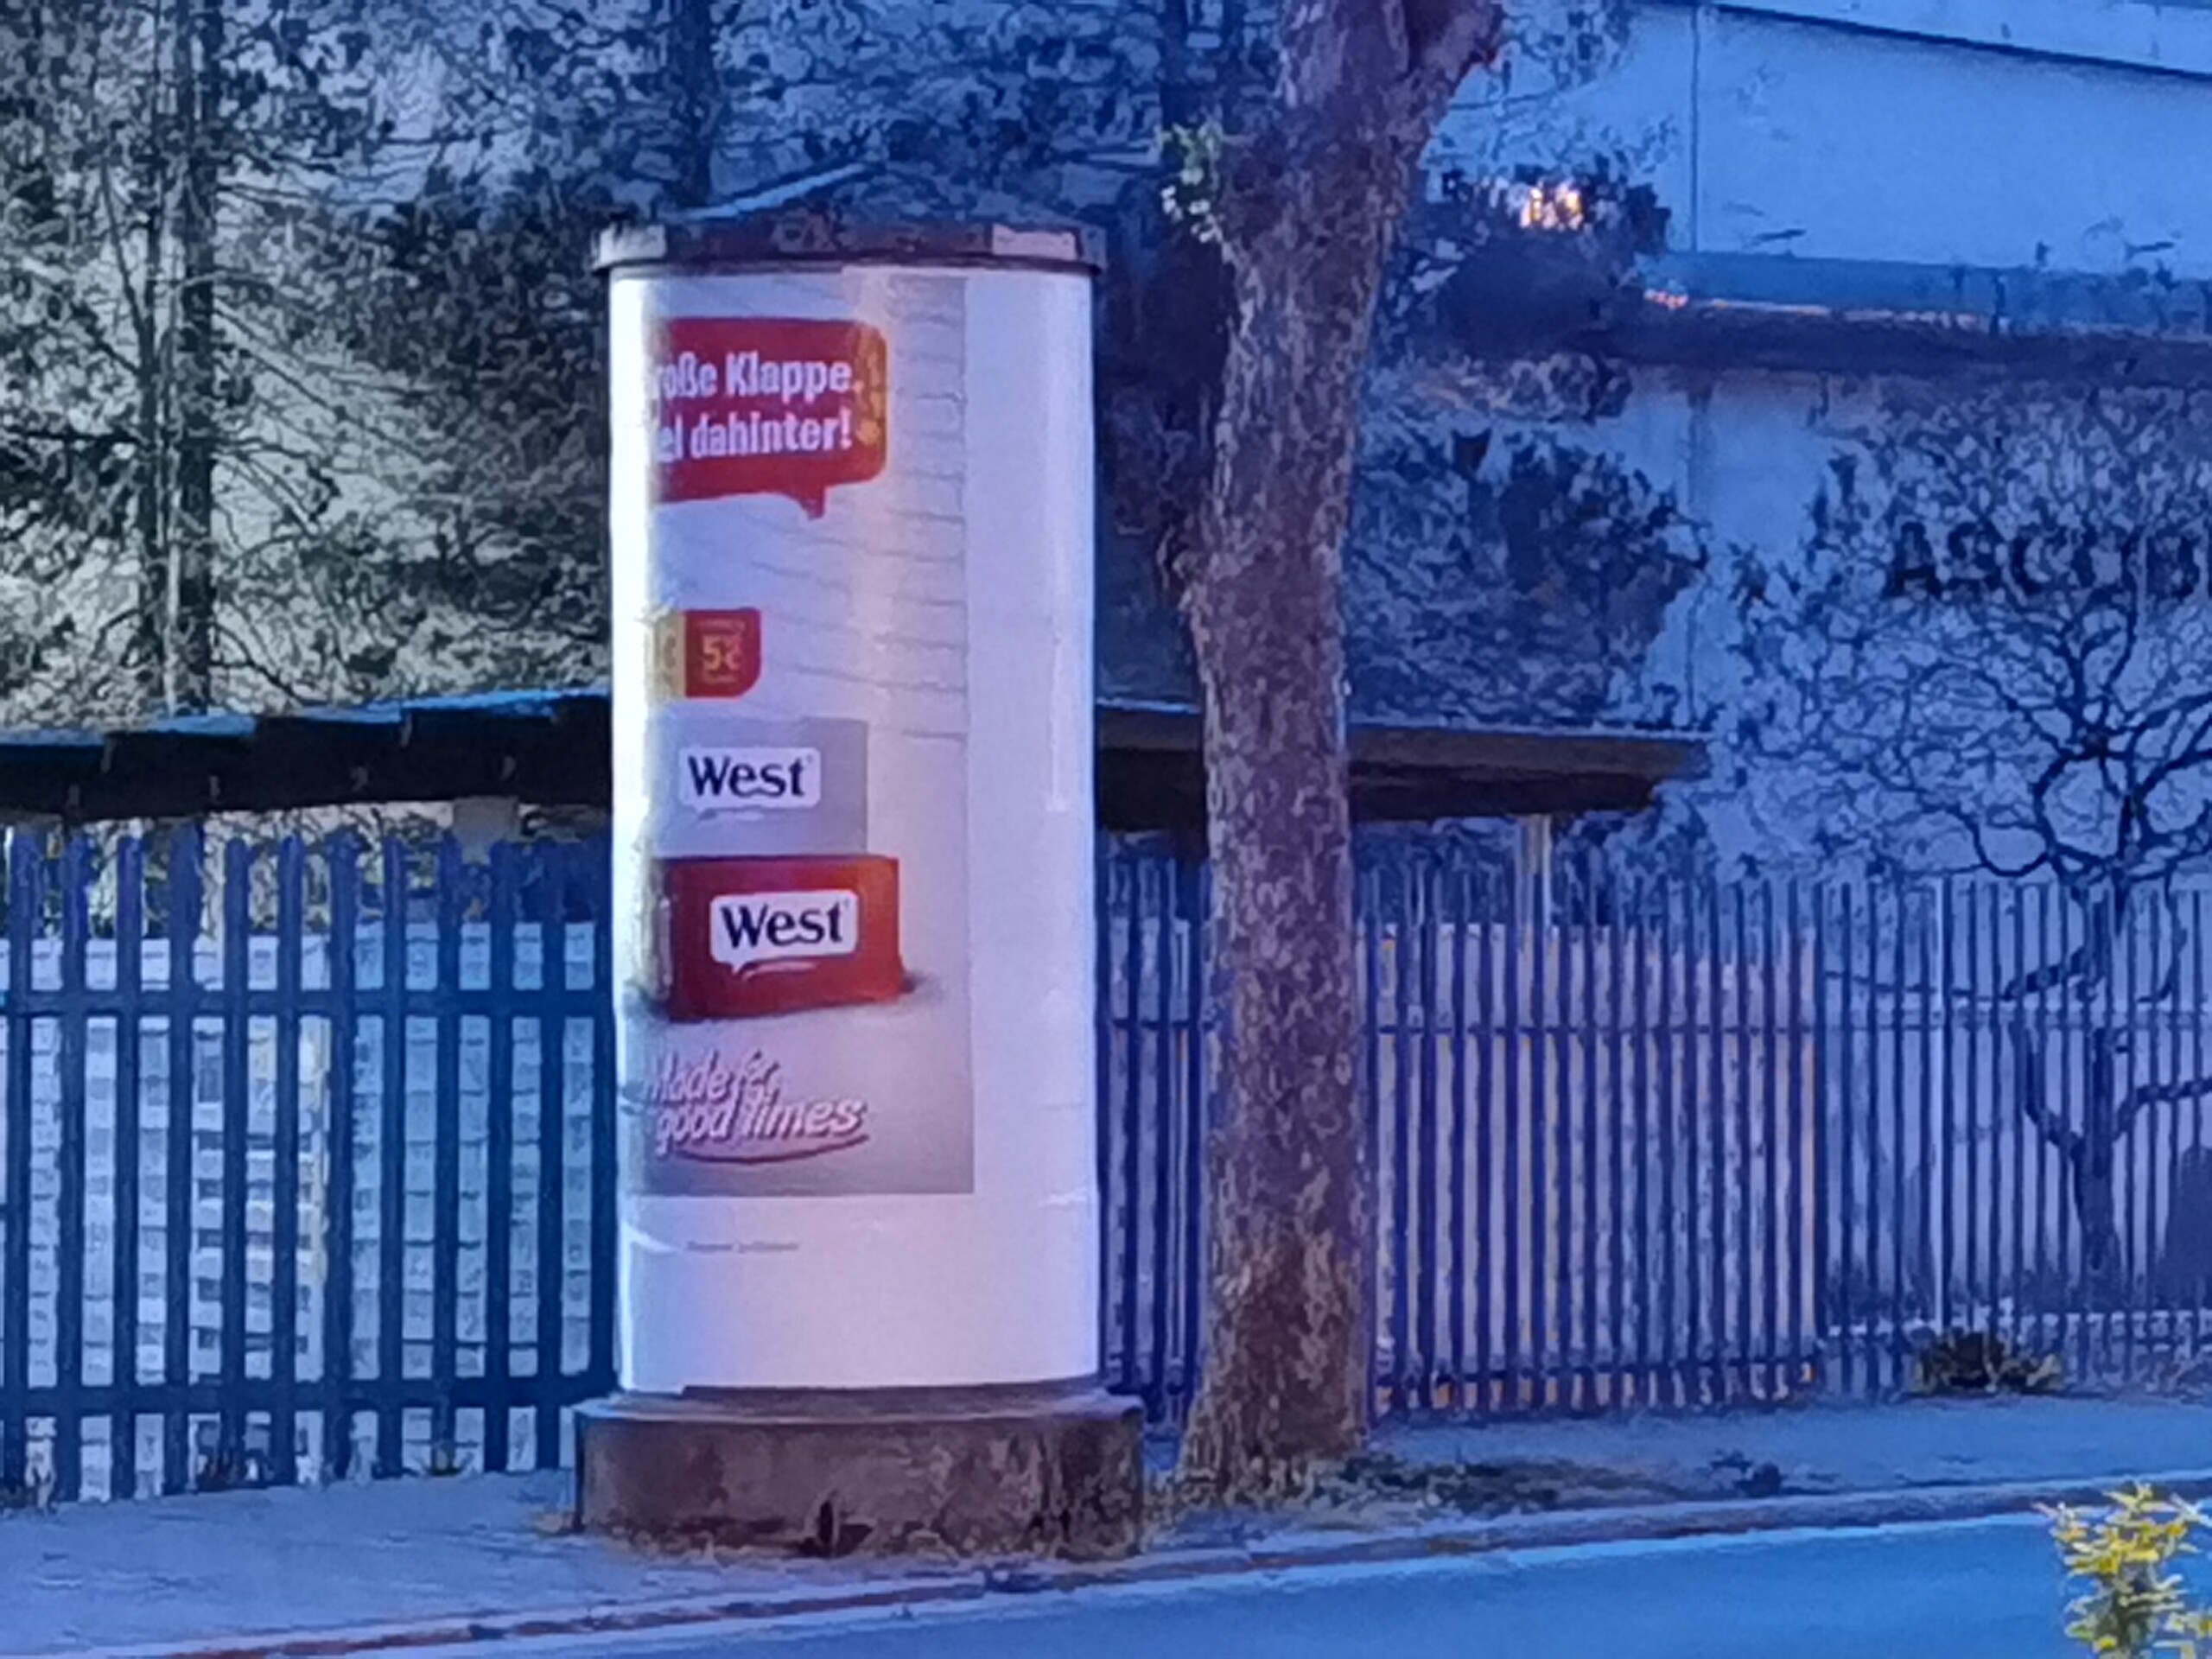 roße Klappe.
el dahinter!
5€
West
West
Made for
good times